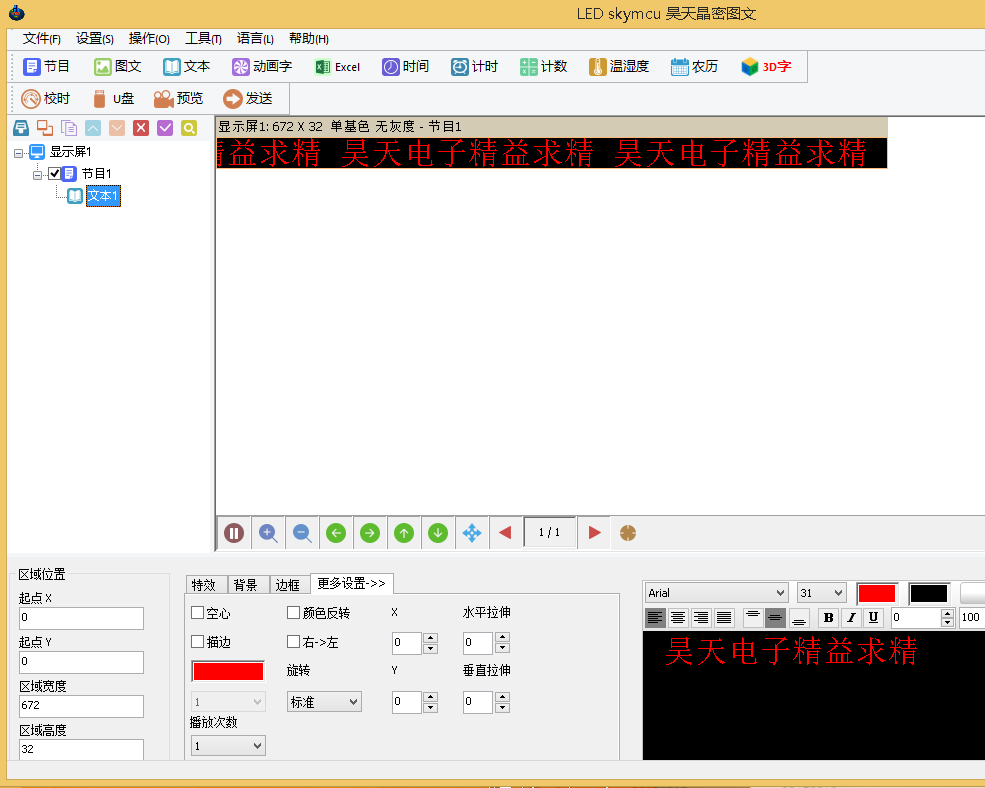 LED skymcu 昊天晶密图文
文件(F) 设置(S) 操作(O) 工具(T) 语言(L) 帮助(H)
节目 图文 文本 动画字 Excel 时间 计时 计数 温湿度 农历 3D字
校时 U盘 预览 发送
显示屏1: 672 X 32 单基色 无灰度 - 节目1
精益求精 昊天电子精益求精 昊天电子精益求精
显示屏1
节目1
文本1
1 / 1
区域位置
起点 X
0
起点 Y
0
区域宽度
672
区域高度
32
特效 背景 边框 更多设置->>
空心 颜色反转 X 水平拉伸
描边 右->左 0 0
旋转 Y 垂直拉伸
1 标准 0 0
播放次数
1
Arial 31
B I U 0 100
昊天电子精益求精